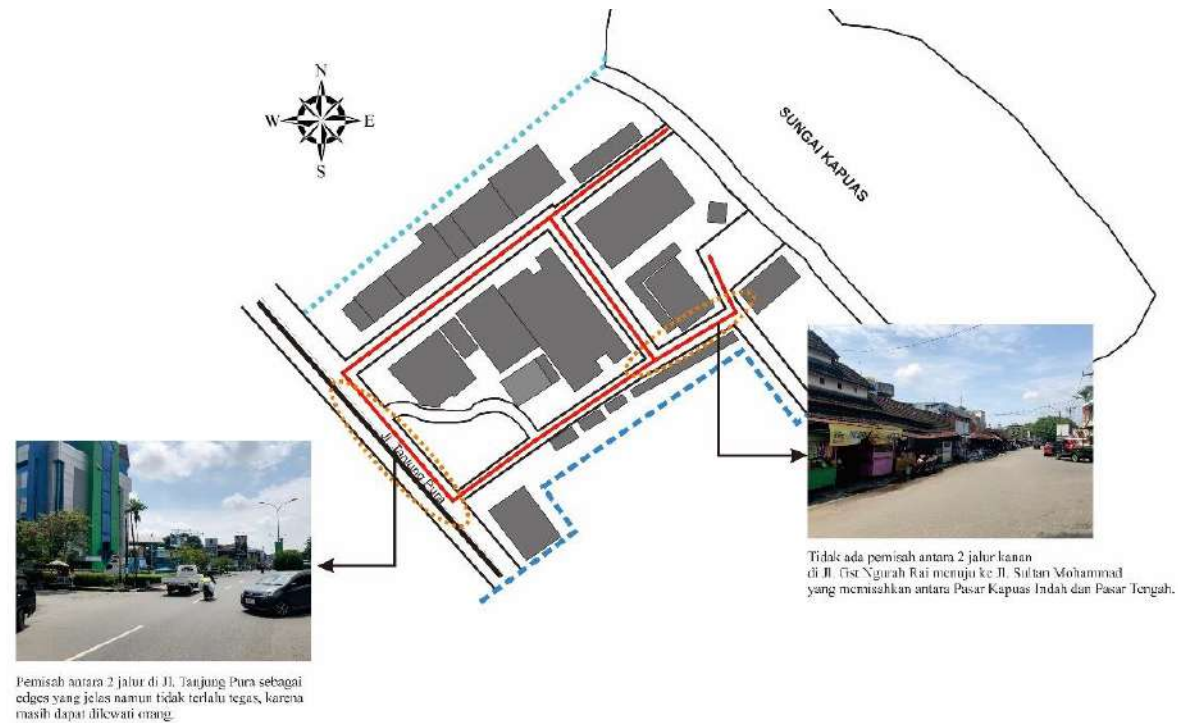 N
W
E
S
SUNGAI KAPUAS
Jl. Tanjung Pura
Tidak ada pemisah antara 2 jalur kanan
di Jl. Gst Ngurah Rai menuju ke Jl. Sultan Mohammad
yang memisahkan antara Pasar Kapuas Indah dan Pasar Tengah.
Pemisah antara 2 jalur di Jl. Tanjung Pura sebagai
edges yang jelas namun tidak terlalu tegas, karena
masih dapat dilewati orang.